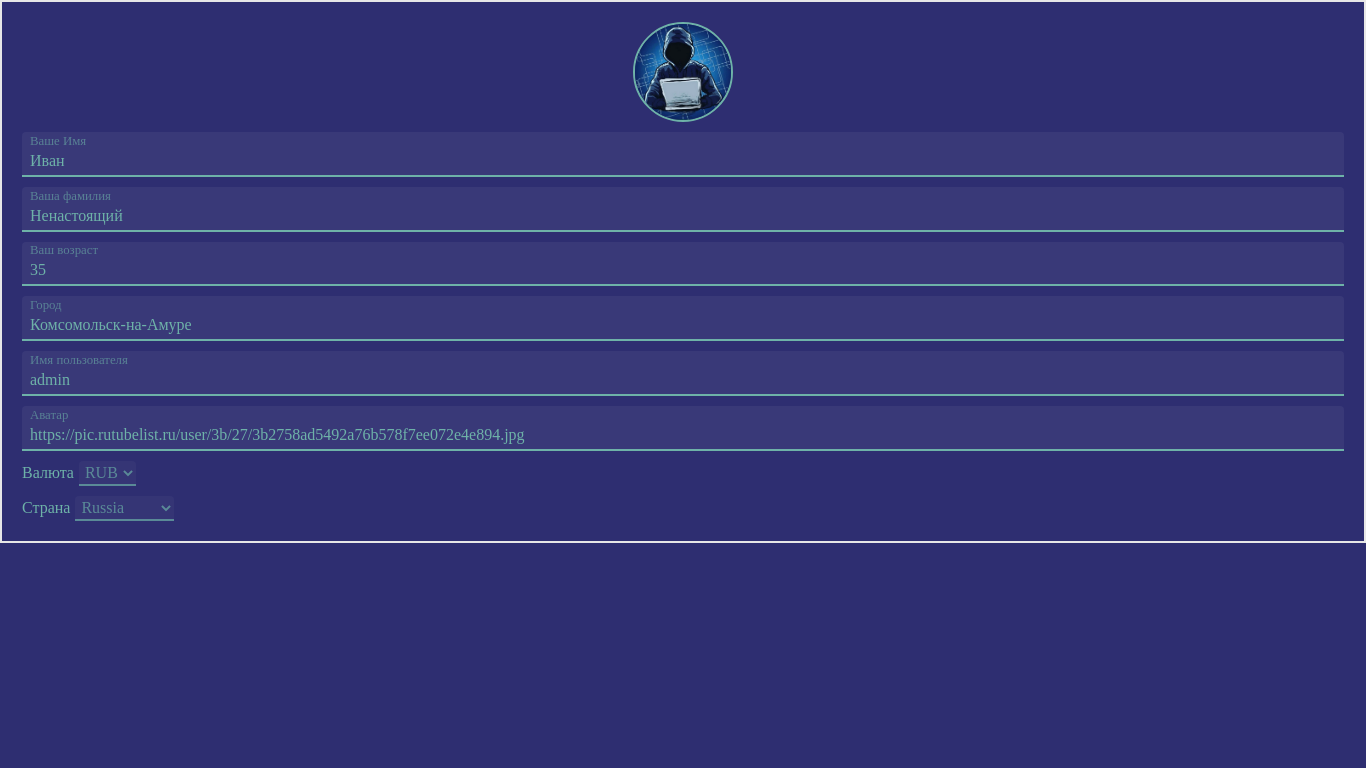 Ваше Имя
Иван
Ваша фамилия
Ненастоящий
Ваш возраст
35
Город
Комсомольск-на-Амуре
Имя пользователя
admin
Аватар
https://pic.rutubelist.ru/user/3b/27/3b2758ad5492a76b578f7ee072e4e894.jpg
Валюта RUB
Страна Russia